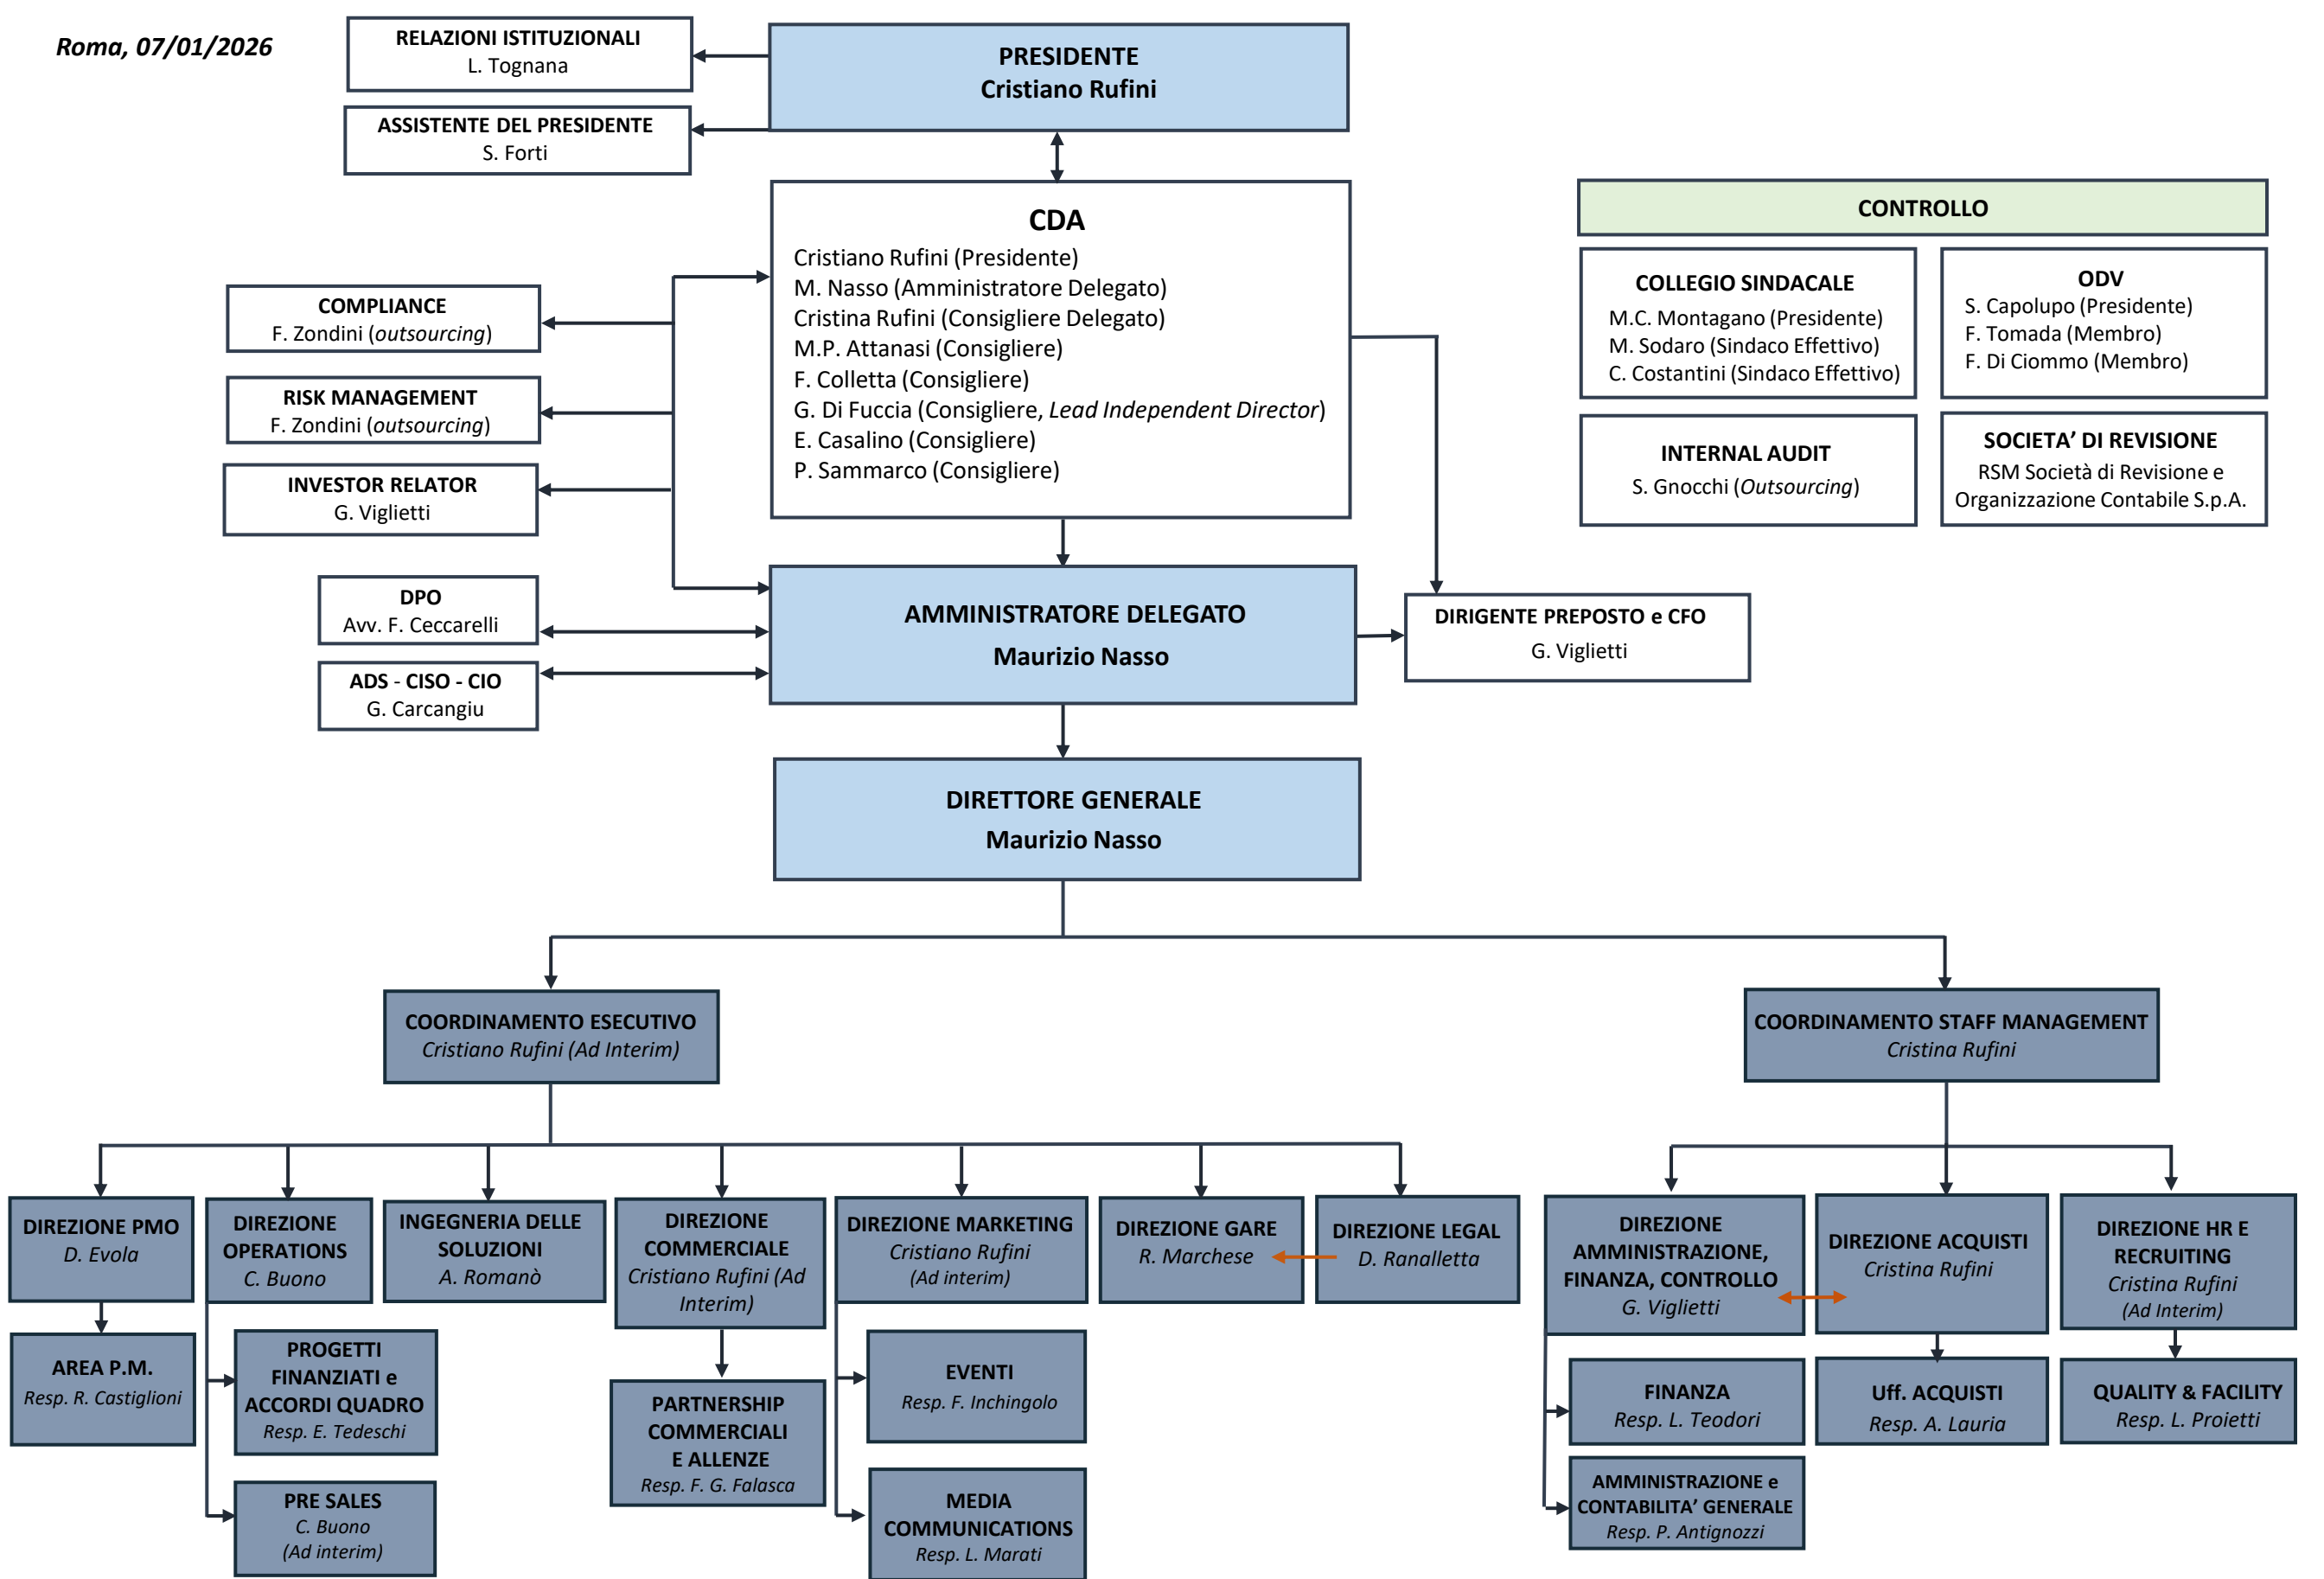 Roma, 07/01/2026
RELAZIONI ISTITUZIONALI
L. Tognana
PRESIDENTE
Cristiano Rufini
ASSISTENTE DEL PRESIDENTE
S. Forti
CDA
Cristiano Rufini (Presidente)
M. Nasso (Amministratore Delegato)
Cristina Rufini (Consigliere Delegato)
M.P. Attanasi (Consigliere)
F. Colletta (Consigliere)
G. Di Fuccia (Consigliere, Lead Independent Director)
E. Casalino (Consigliere)
P. Sammarco (Consigliere)
CONTROLLO
COLLEGIO SINDACALE
M.C. Montagano (Presidente)
M. Sodaro (Sindaco Effettivo)
C. Costantini (Sindaco Effettivo)
ODV
S. Capolupo (Presidente)
F. Tomada (Membro)
F. Di Ciommo (Membro)
INTERNAL AUDIT
S. Gnocchi (Outsourcing)
SOCIETA’ DI REVISIONE
RSM Società di Revisione e
Organizzazione Contabile S.p.A.
COMPLIANCE
F. Zondini (outsourcing)
RISK MANAGEMENT
F. Zondini (outsourcing)
INVESTOR RELATOR
G. Viglietti
DPO
Avv. F. Ceccarelli
ADS - CISO - CIO
G. Carcangiu
AMMINISTRATORE DELEGATO
Maurizio Nasso
DIRIGENTE PREPOSTO e CFO
G. Viglietti
DIRETTORE GENERALE
Maurizio Nasso
COORDINAMENTO ESECUTIVO
Cristiano Rufini (Ad Interim)
COORDINAMENTO STAFF MANAGEMENT
Cristina Rufini
DIREZIONE PMO
D. Evola
DIREZIONE
OPERATIONS
C. Buono
INGEGNERIA DELLE
SOLUZIONI
A. Romanò
DIREZIONE
COMMERCIALE
Cristiano Rufini (Ad
Interim)
DIREZIONE MARKETING
Cristiano Rufini
(Ad interim)
DIREZIONE GARE
R. Marchese
DIREZIONE LEGAL
D. Ranalletta
DIREZIONE
AMMINISTRAZIONE,
FINANZA, CONTROLLO
G. Viglietti
DIREZIONE ACQUISTI
Cristina Rufini
DIREZIONE HR E
RECRUITING
Cristina Rufini
(Ad Interim)
AREA P.M.
Resp. R. Castiglioni
PROGETTI
FINANZIATI e
ACCORDI QUADRO
Resp. E. Tedeschi
PRE SALES
C. Buono
(Ad interim)
PARTNERSHIP
COMMERCIALI
E ALLENZE
Resp. F. G. Falasca
EVENTI
Resp. F. Inchingolo
MEDIA
COMMUNICATIONS
Resp. L. Marati
FINANZA
Resp. L. Teodori
AMMINISTRAZIONE e
CONTABILITA’ GENERALE
Resp. P. Antignozzi
Uff. ACQUISTI
Resp. A. Lauria
QUALITY & FACILITY
Resp. L. Proietti